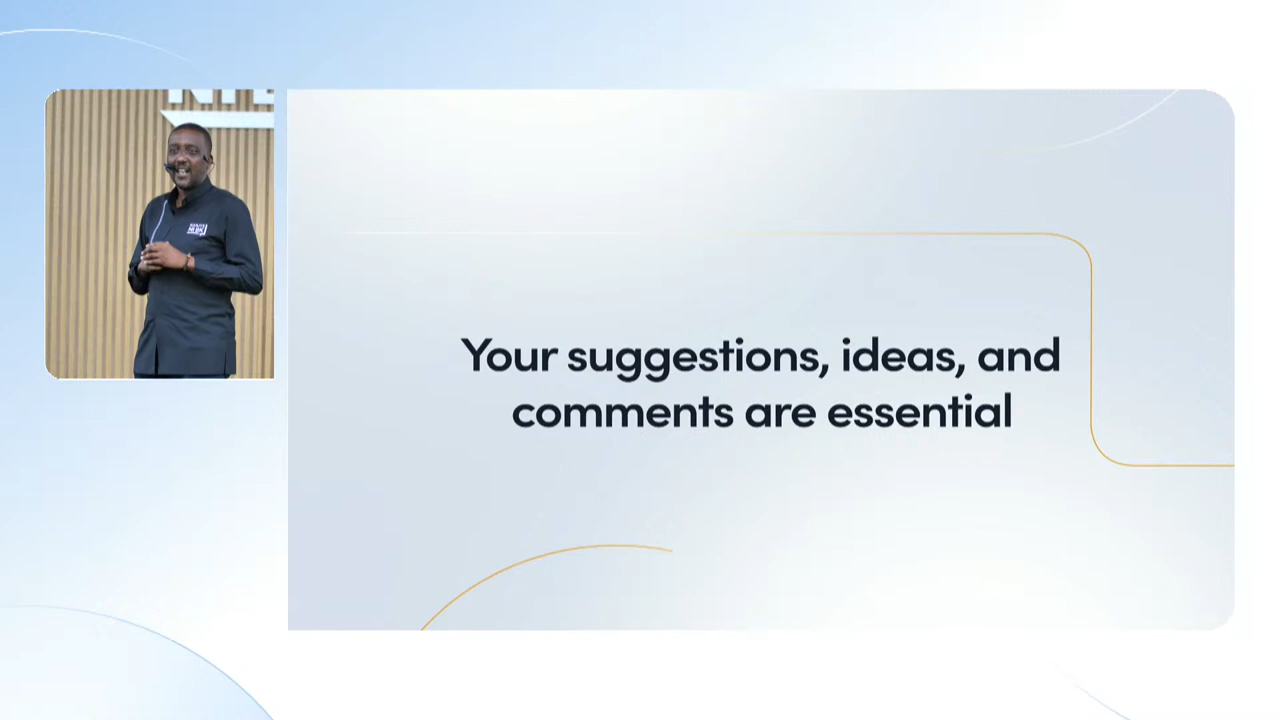 Your suggestions, ideas, and
comments are essential